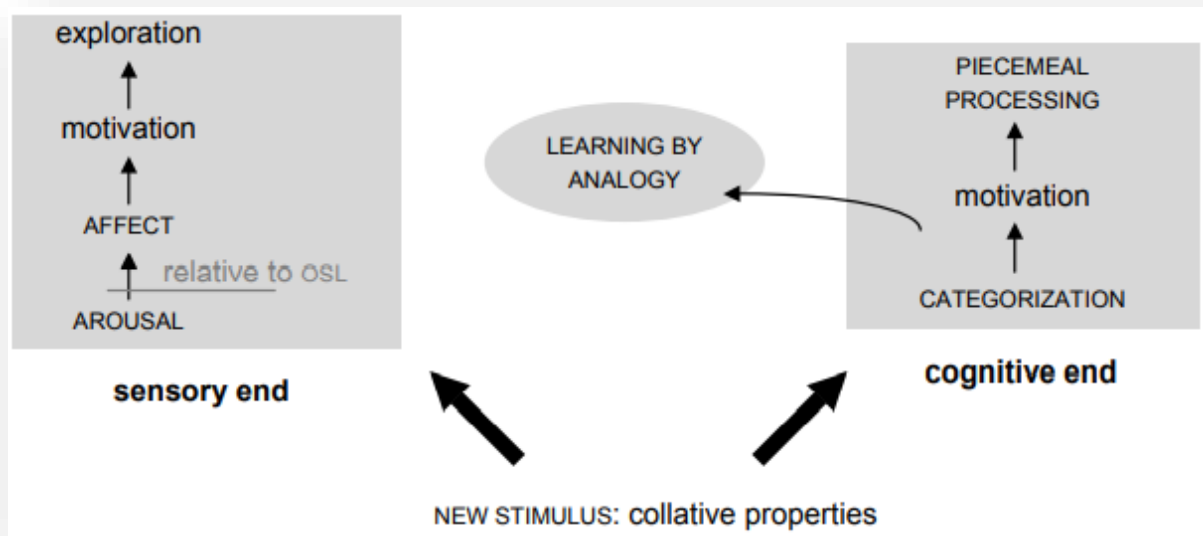 exploration
motivation
AFFECT
relative to OSL
AROUSAL
sensory end
LEARNING BY
ANALOGY
PIECEMEAL
PROCESSING
motivation
CATEGORIZATION
cognitive end
NEW STIMULUS: collative properties